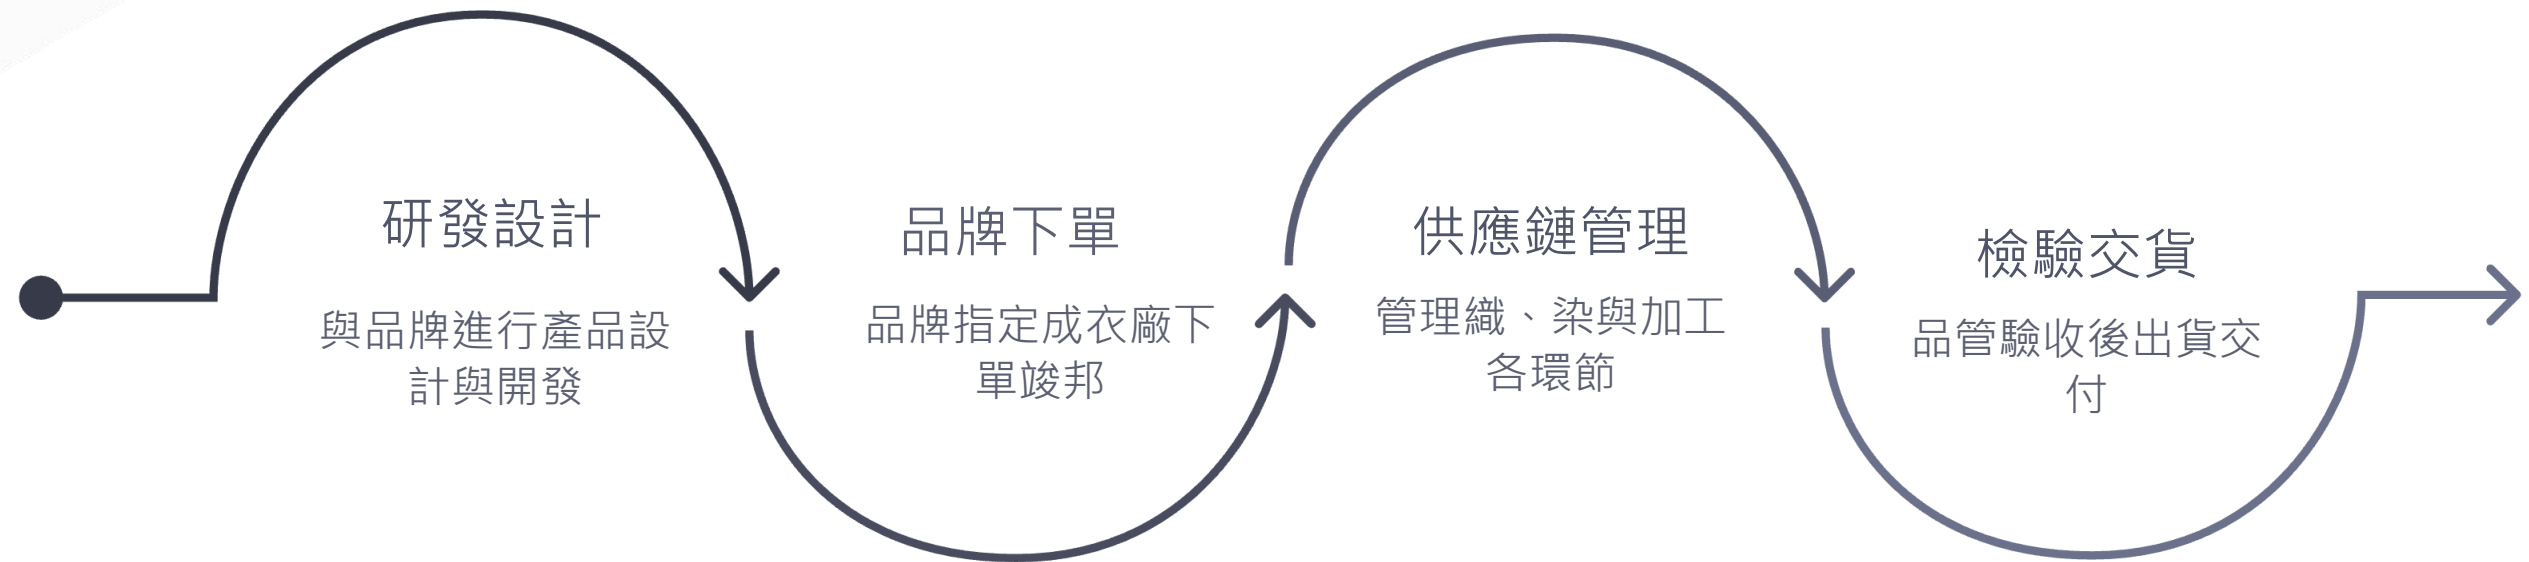 研發設計
與品牌進行產品設
計與開發
品牌下單
品牌指定成衣廠下
單竣邦
供應鏈管理
管理織、染與加工
各環節
檢驗交貨
品管驗收後出貨交
付